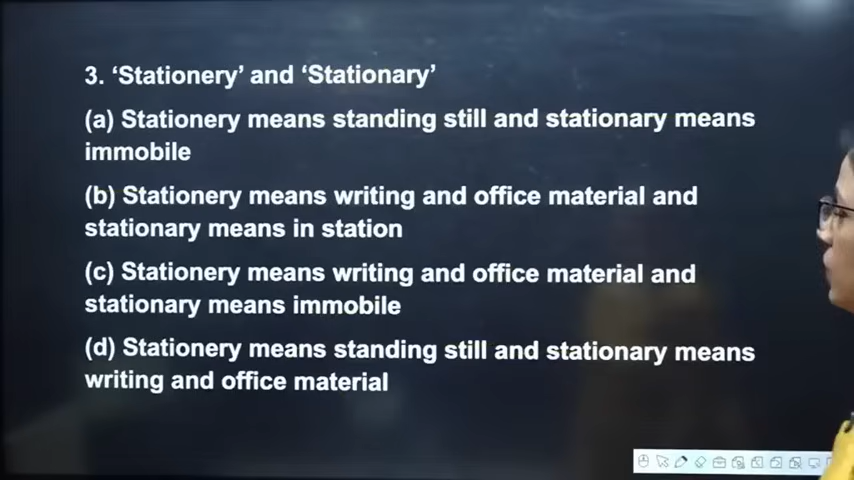 3. ‘Stationery’ and ‘Stationary’
(a) Stationery means standing still and stationary means
immobile
(b) Stationery means writing and office material and
stationary means in station
(c) Stationery means writing and office material and
stationary means immobile
(d) Stationery means standing still and stationary means
writing and office material